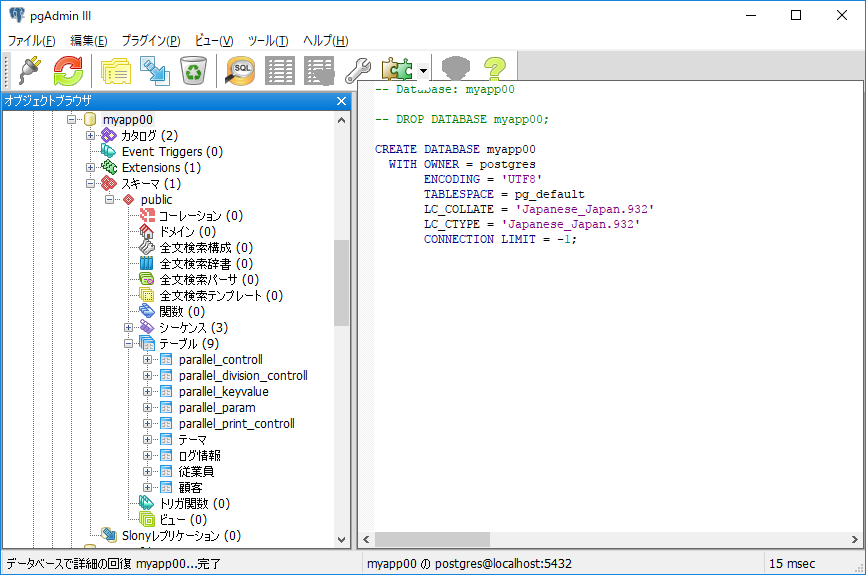 pgAdmin III
ファイル(F) 編集(E) プラグイン(P) ビュー(V) ツール(T) ヘルプ(H)
SQL
オブジェクトブラウザ
myapp00
カタログ (2)
Event Triggers (0)
Extensions (1)
スキーマ (1)
public
コーレーション (0)
ドメイン (0)
全文検索構成 (0)
全文検索辞書 (0)
全文検索パーサ (0)
全文検索テンプレート (0)
関数 (0)
シーケンス (3)
テーブル (9)
parallel_controll
parallel_division_controll
parallel_keyvalue
parallel_param
parallel_print_controll
テーマ
ログ情報
従業員
顧客
トリガ関数 (0)
ビュー (0)
Slonyレプリケーション (0)
-- Database: myapp00
-- DROP DATABASE myapp00;
CREATE DATABASE myapp00
WITH OWNER = postgres
ENCODING = 'UTF8'
TABLESPACE = pg_default
LC_COLLATE = 'Japanese_Japan.932'
LC_CTYPE = 'Japanese_Japan.932'
CONNECTION LIMIT = -1;
データベースで詳細の回復 myapp00...完了
myapp00 の postgres@localhost:5432
15 msec